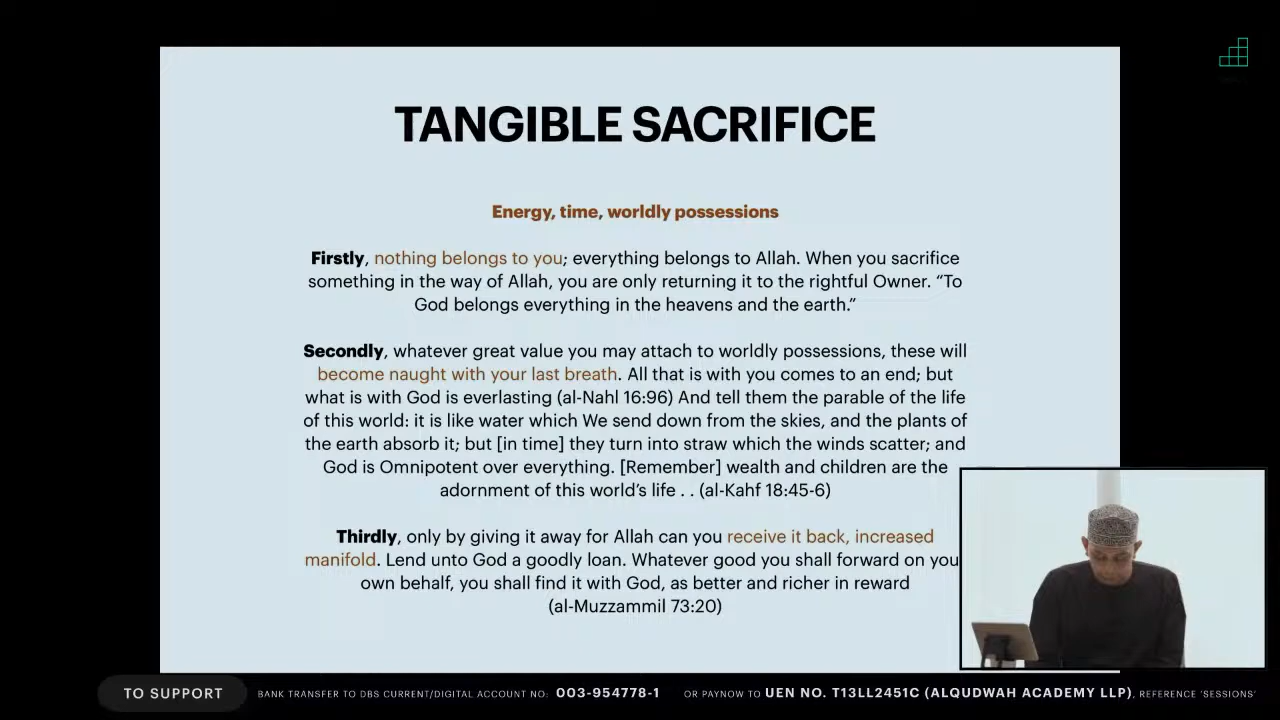 TANGIBLE SACRIFICE
Energy, time, worldly possessions
Firstly, nothing belongs to you; everything belongs to Allah. When you sacrifice
something in the way of Allah, you are only returning it to the rightful Owner. “To
God belongs everything in the heavens and the earth.”
Secondly, whatever great value you may attach to worldly possessions, these will
become naught with your last breath. All that is with you comes to an end; but
what is with God is everlasting (al-Nahl 16:96) And tell them the parable of the life
of this world: it is like water which We send down from the skies, and the plants of
the earth absorb it; but [in time] they turn into straw which the winds scatter; and
God is Omnipotent over everything. [Remember] wealth and children are the
adornment of this world’s life . . (al-Kahf 18:45-6)
Thirdly, only by giving it away for Allah can you receive it back, increased
manifold. Lend unto God a goodly loan. Whatever good you shall forward on you
own behalf, you shall find it with God, as better and richer in reward
(al-Muzzammil 73:20)
TO SUPPORT BANK TRANSFER TO DBS CURRENT/DIGITAL ACCOUNT NO: 003-954778-1 OR PAYNOW TO UEN NO. T13LL2451C (ALQUDWAH ACADEMY LLP), REFERENCE ‘SESSIONS’